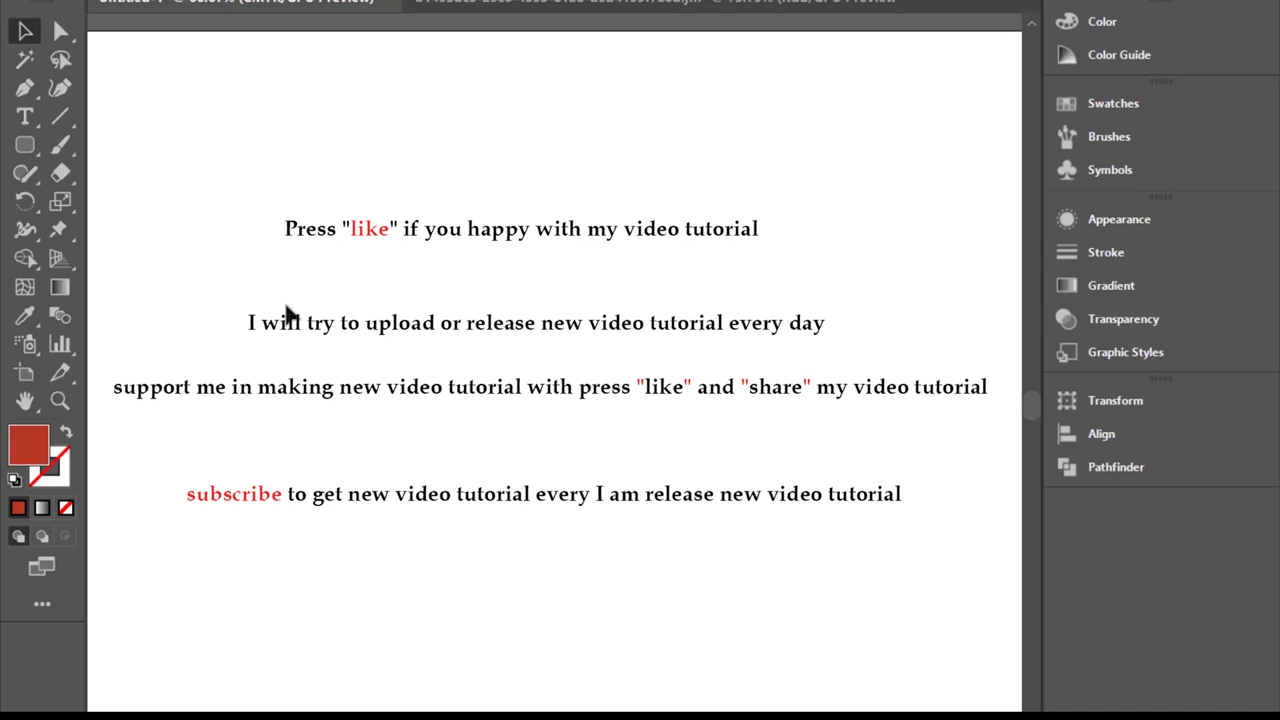 Color
Color Guide
Swatches
Brushes
Symbols
Appearance
Stroke
Gradient
Transparency
Graphic Styles
Transform
Align
Pathfinder
Press "like" if you happy with my video tutorial
I will try to upload or release new video tutorial every day
support me in making new video tutorial with press "like" and "share" my video tutorial
subscribe to get new video tutorial every I am release new video tutorial